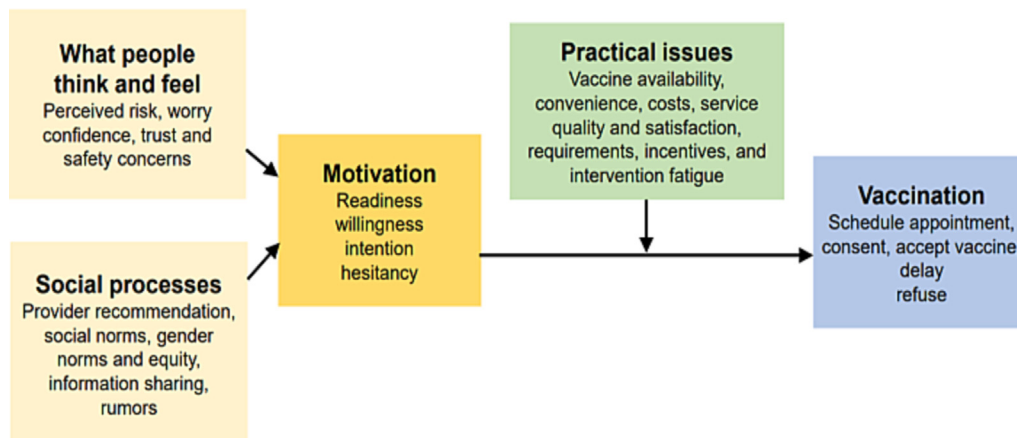 What people
think and feel
Perceived risk, worry
confidence, trust and
safety concerns
Social processes
Provider recommendation,
social norms, gender
norms and equity,
information sharing,
rumors
Motivation
Readiness
willingness
intention
hesitancy
Practical issues
Vaccine availability,
convenience, costs, service
quality and satisfaction,
requirements, incentives, and
intervention fatigue
Vaccination
Schedule appointment,
consent, accept vaccine
delay
refuse